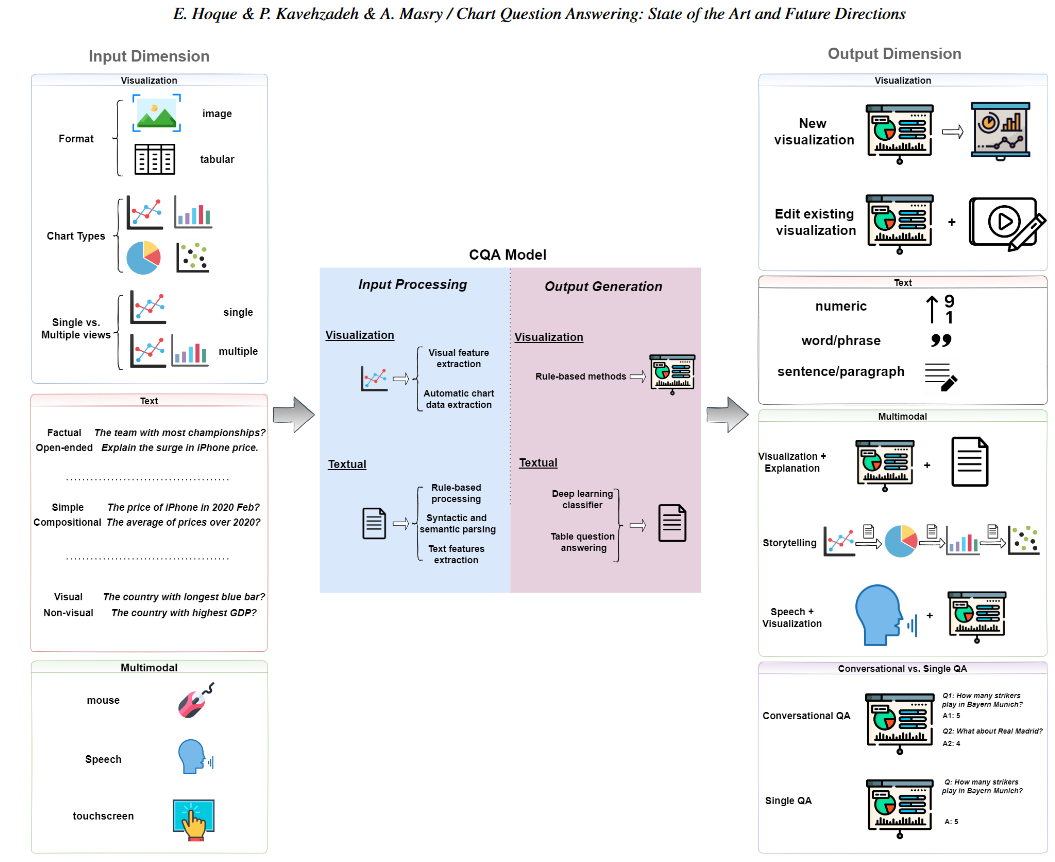 E. Hoque & P. Kavehzadeh & A. Masry / Chart Question Answering: State of the Art and Future Directions
Input Dimension
Visualization
Format
image
tabular
Chart Types
Single vs.
Multiple views
single
multiple
Text
Factual The team with most championships?
Open-ended Explain the surge in iPhone price.
Simple The price of iPhone in 2020 Feb?
Compositional The average of prices over 2020?
Visual The country with longest blue bar?
Non-visual The country with highest GDP?
Multimodal
mouse
Speech
touchscreen
CQA Model
Input Processing
Visualization
Visual feature
extraction
Automatic chart
data extraction
Textual
Rule-based
processing
Syntactic and
semantic parsing
Text features
extraction
Output Generation
Visualization
Rule-based methods
Textual
Deep learning
classifier
Table question
answering
Output Dimension
Visualization
New
visualization
Edit existing
visualization
+
Text
numeric
9
1
word/phrase
sentence/paragraph
Multimodal
Visualization +
Explanation
+
Storytelling
Speech +
Visualization
+
Conversational vs. Single QA
Conversational QA
Q1: How many strikers
play in Bayern Munich?
A1: 5
Q2: What about Real Madrid?
A2: 4
Single QA
Q: How many strikers
play in Bayern Munich?
A: 5